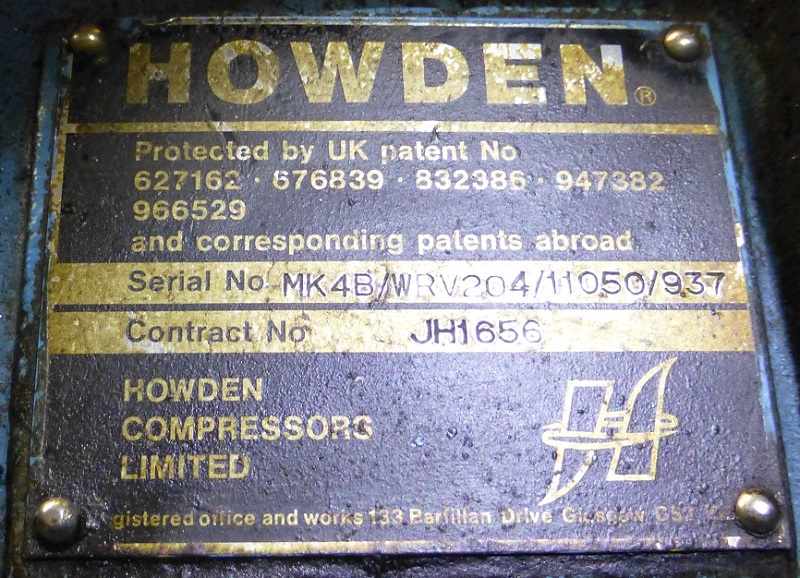 HOWDEN®
Protected by UK patent No
627162 · 676839 · 832386 · 947382
966529
and corresponding patents abroad
Serial No MK4B/WRV204/11050/937
Contract No JH1656
HOWDEN
COMPRESSORS
LIMITED
gistered office and works 133 Barfillan Drive Glasgow